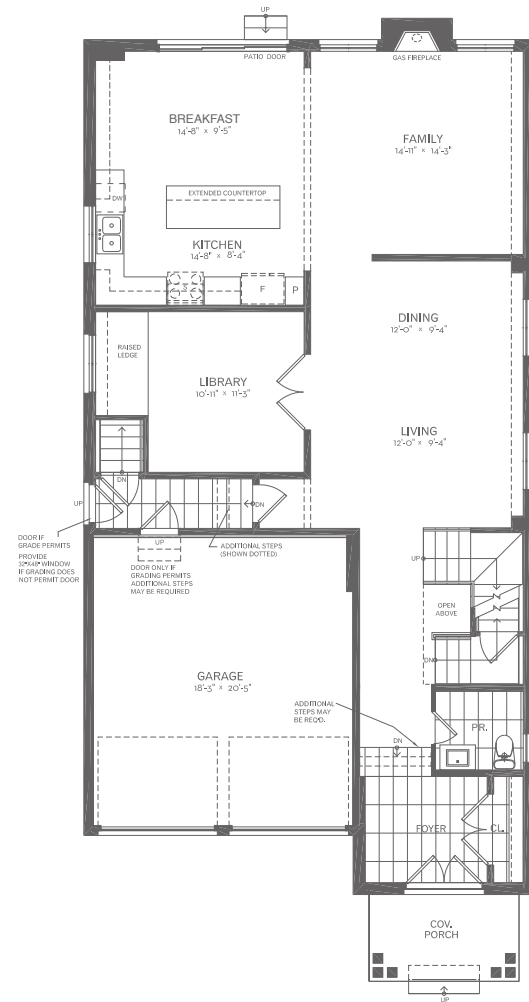 UP
PATIO DOOR
GAS FIREPLACE
BREAKFAST
14'-8" x 9'-5"
FAMILY
14'-11" x 14'-3"
DW
EXTENDED COUNTERTOP
KITCHEN
14'-8" x 8'-4"
F
P
DINING
12'-0" x 9'-4"
RAISED
LEDGE
LIBRARY
10'-11" x 11'-3"
LIVING
12'-0" x 9'-4"
DN
UP
DN
DOOR IF
GRADE PERMITS
PROVIDE
32"X48" WINDOW
IF GRADING DOES
NOT PERMIT DOOR
UP
ADDITIONAL STEPS
(SHOWN DOTTED)
DOOR ONLY IF
GRADING PERMITS
ADDITIONAL STEPS
MAY BE REQUIRED
UP
OPEN
ABOVE
DN
GARAGE
18'-3" x 20'-5"
ADDITIONAL
STEPS MAY
BE REQ'D.
PR.
DN
FOYER
CL.
COV.
PORCH
UP